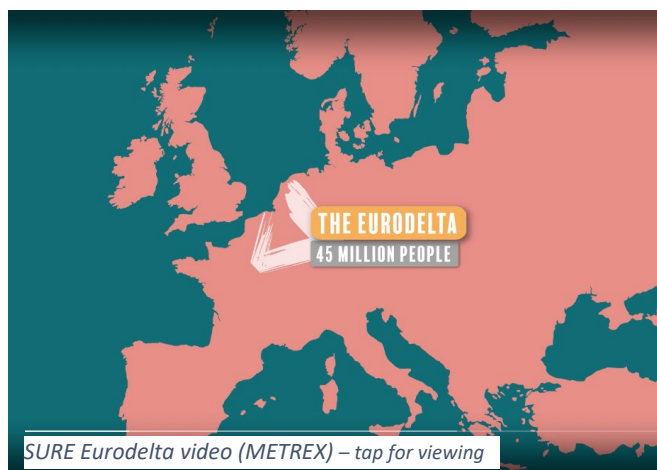 THE EURODELTA
45 MILLION PEOPLE
SURE Eurodelta video (METREX) – tap for viewing